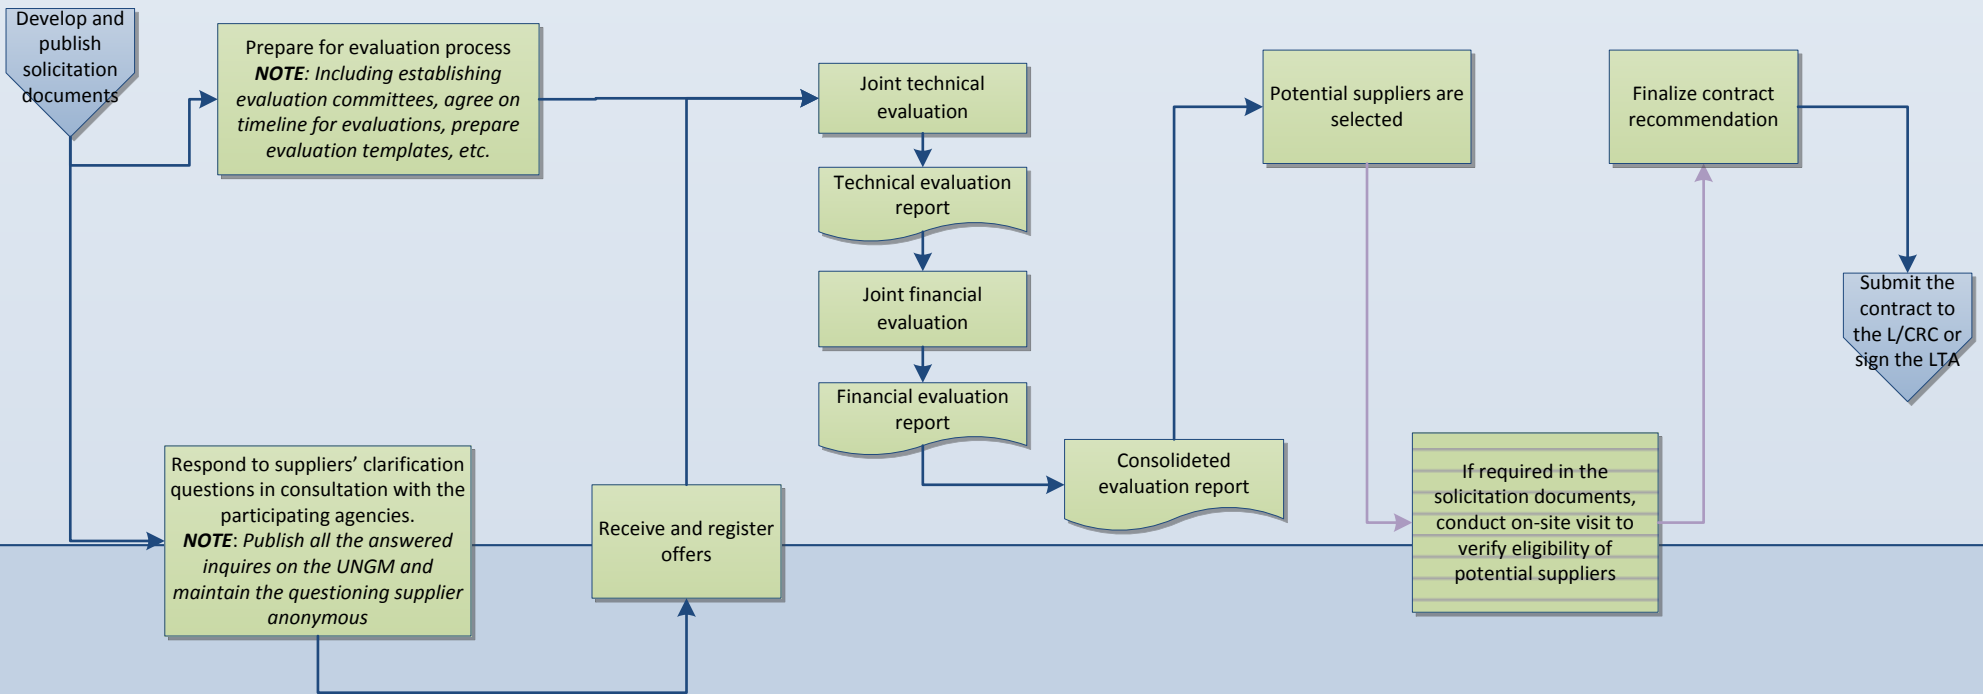 Develop and
publish
solicitation
documents
Prepare for evaluation process
NOTE: Including establishing
evaluation committees, agree on
timeline for evaluations, prepare
evaluation templates, etc.
Respond to suppliers’ clarification
questions in consultation with the
participating agencies.
NOTE: Publish all the answered
inquires on the UNGM and
maintain the questioning supplier
anonymous
Receive and register
offers
Joint technical
evaluation
Technical evaluation
report
Joint financial
evaluation
Financial evaluation
report
Consolideted
evaluation report
Potential suppliers are
selected
If required in the
solicitation documents,
conduct on-site visit to
verify eligibility of
potential suppliers
Finalize contract
recommendation
Submit the
contract to
the L/CRC or
sign the LTA